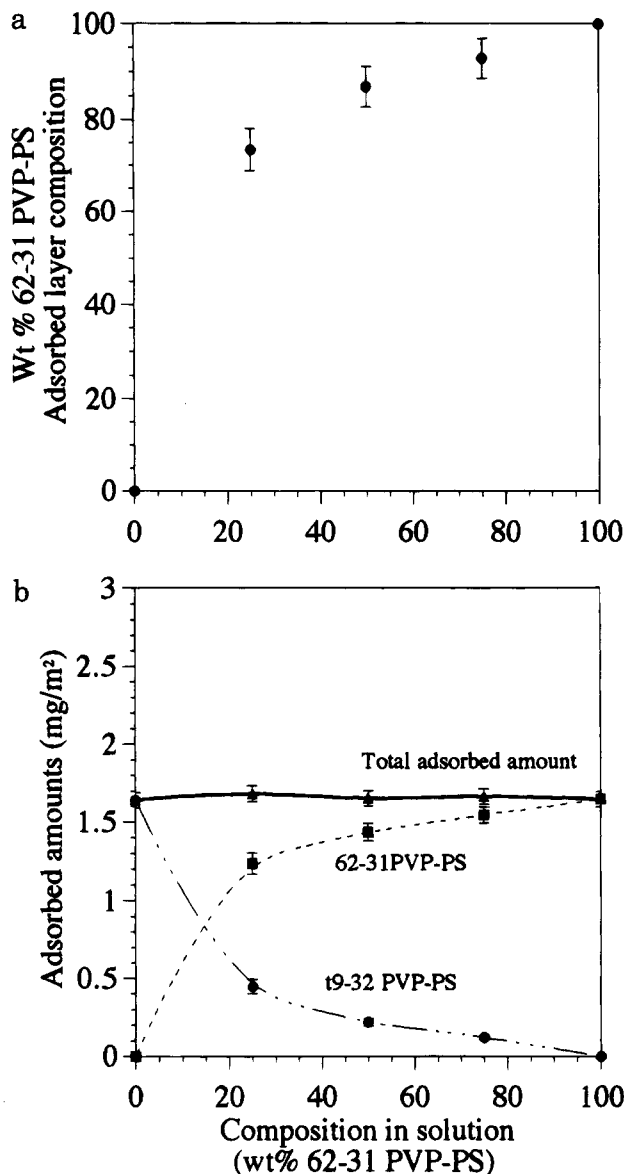 a
100
80
60
40
20
0
Wt % 62-31 PVP-PS
Adsorbed layer composition
0 20 40 60 80 100
b
3
2.5
2
1.5
1
0.5
0
Adsorbed amounts (mg/m²)
Total adsorbed amount
62-31PVP-PS
t9-32 PVP-PS
0 20 40 60 80 100
Composition in solution
(wt% 62-31 PVP-PS)